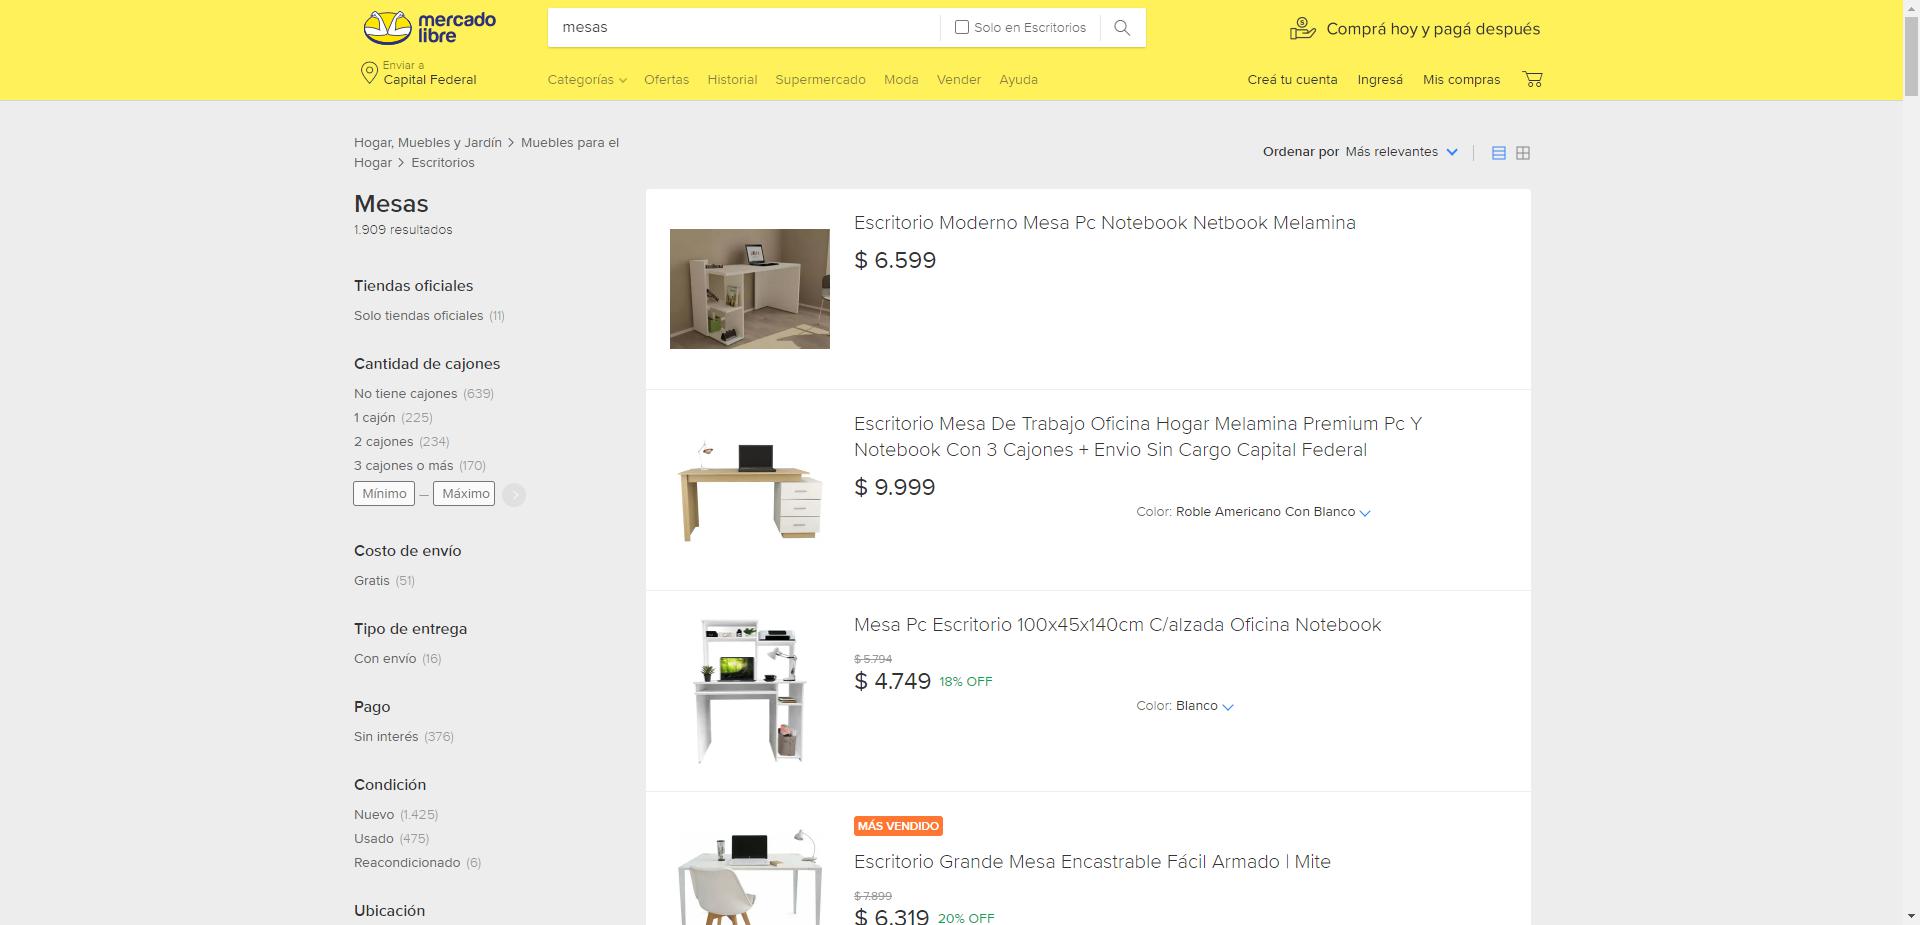 mercado
libre
mesas
Solo en Escritorios
Comprá hoy y pagá después
Enviar a
Capital Federal
Categorías
Ofertas
Historial
Supermercado
Moda
Vender
Ayuda
Creá tu cuenta
Ingresá
Mis compras
Hogar, Muebles y Jardín > Muebles para el
Hogar > Escritorios
Ordenar por Más relevantes
Mesas
1.909 resultados
Tiendas oficiales
Solo tiendas oficiales (11)
Cantidad de cajones
No tiene cajones (639)
1 cajón (225)
2 cajones (234)
3 cajones o más (170)
Mínimo — Máximo
Costo de envío
Gratis (51)
Tipo de entrega
Con envío (16)
Pago
Sin interés (376)
Condición
Nuevo (1.425)
Usado (475)
Reacondicionado (6)
Ubicación
Escritorio Moderno Mesa Pc Notebook Netbook Melamina
$ 6.599
Escritorio Mesa De Trabajo Oficina Hogar Melamina Premium Pc Y
Notebook Con 3 Cajones + Envio Sin Cargo Capital Federal
$ 9.999
Color: Roble Americano Con Blanco
Mesa Pc Escritorio 100x45x140cm C/alzada Oficina Notebook
$ 5.794
$ 4.749 18% OFF
Color: Blanco
MÁS VENDIDO
Escritorio Grande Mesa Encastrable Fácil Armado | Mite
$ 7.899
$ 6.319 20% OFF